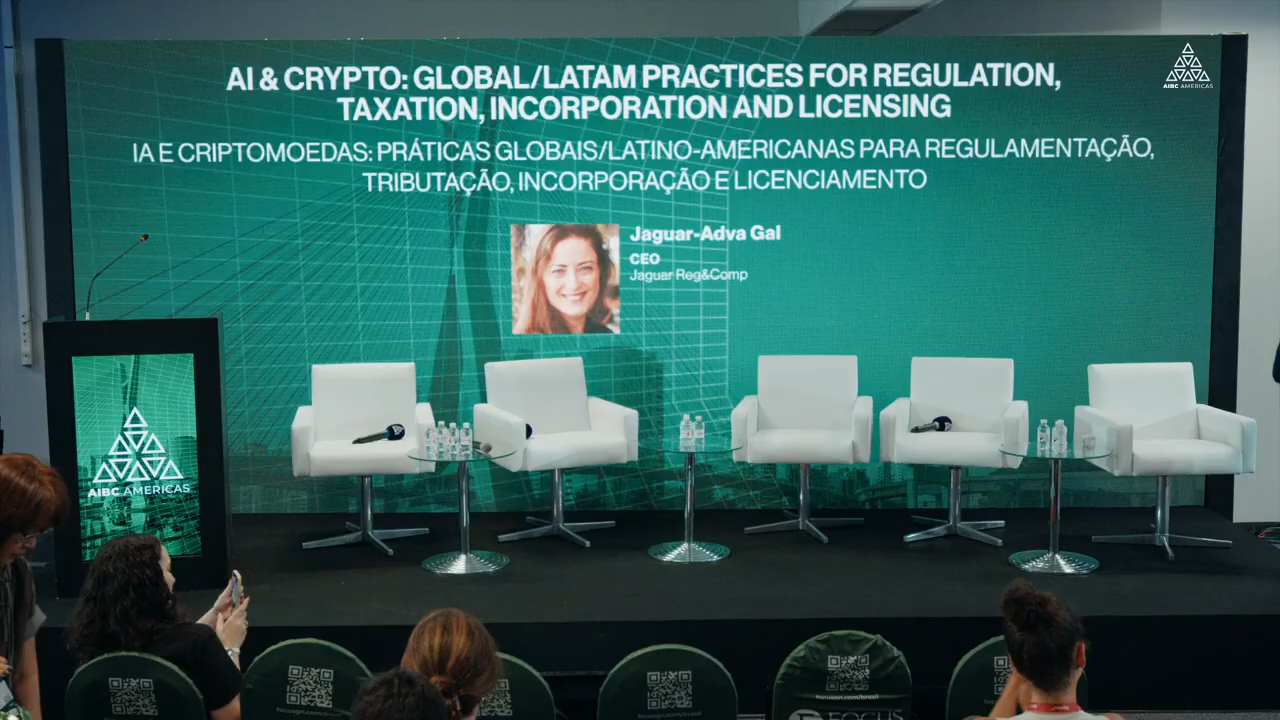 AI & CRYPTO: GLOBAL/LATAM PRACTICES FOR REGULATION,
TAXATION, INCORPORATION AND LICENSING
IA E CRIPTOMOEDAS: PRÁTICAS GLOBAIS/LATINO-AMERICANAS PARA REGULAMENTAÇÃO,
TRIBUTAÇÃO, INCORPORAÇÃO E LICENCIAMENTO
Jaguar-Adva Gal
CEO
Jaguar Reg&Comp
AIBC AMERICAS
AIBC AMERICAS
FOCUS